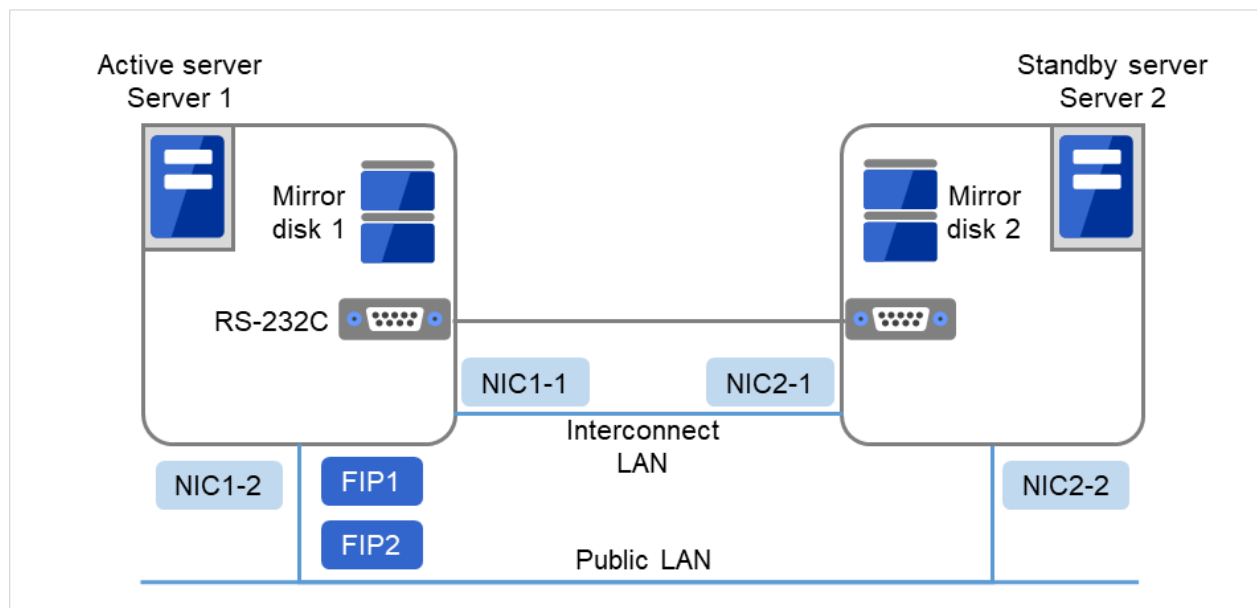 Active server
Server 1
Standby server
Server 2
Mirror
disk 1
Mirror
disk 2
RS-232C
NIC1-1
NIC2-1
Interconnect
LAN
NIC1-2
FIP1
NIC2-2
FIP2
Public LAN